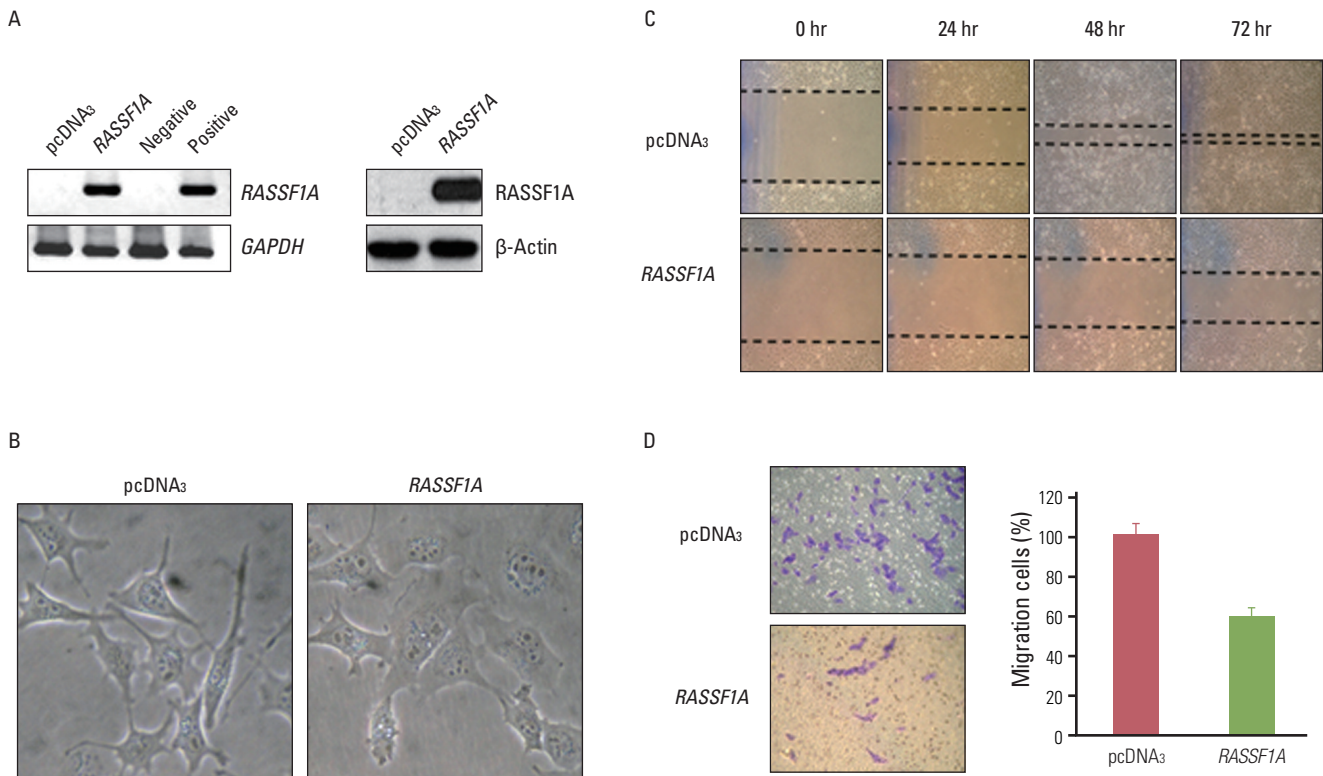 A
pcDNA₃
RASSF1A
Negative
Positive
RASSF1A
GAPDH
pcDNA₃
RASSF1A
RASSF1A
β-Actin
B
pcDNA₃
RASSF1A
C
0 hr
24 hr
48 hr
72 hr
pcDNA₃
RASSF1A
D
pcDNA₃
RASSF1A
Migration cells (%)
120
100
80
60
40
20
0
pcDNA₃
RASSF1A